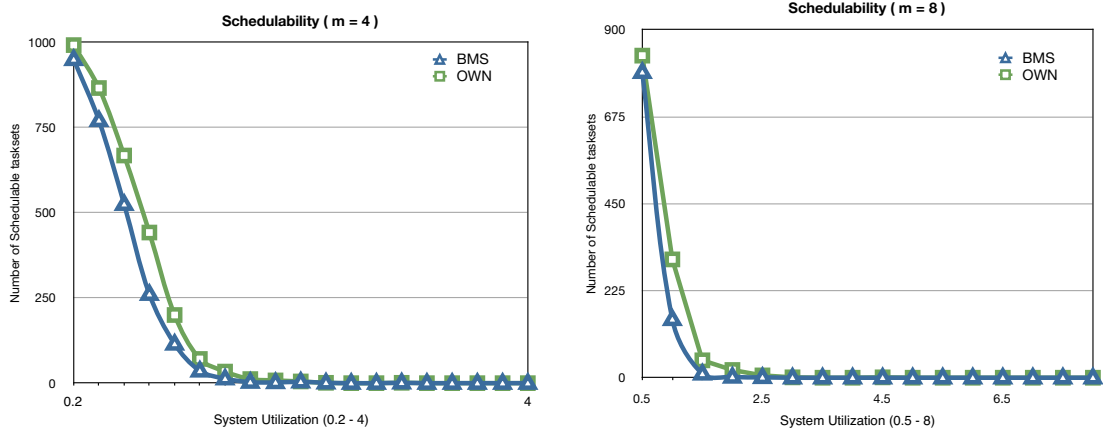 Schedulability ( m = 4 )
1000
750
500
250
0
Number of Schedulable tasksets
BMS
OWN
0.2
4
System Utilization (0.2 - 4)
Schedulability ( m = 8 )
900
675
450
225
0
Number of Schedulable tasksets
BMS
OWN
0.5
2.5
4.5
6.5
System Utilization (0.5 - 8)